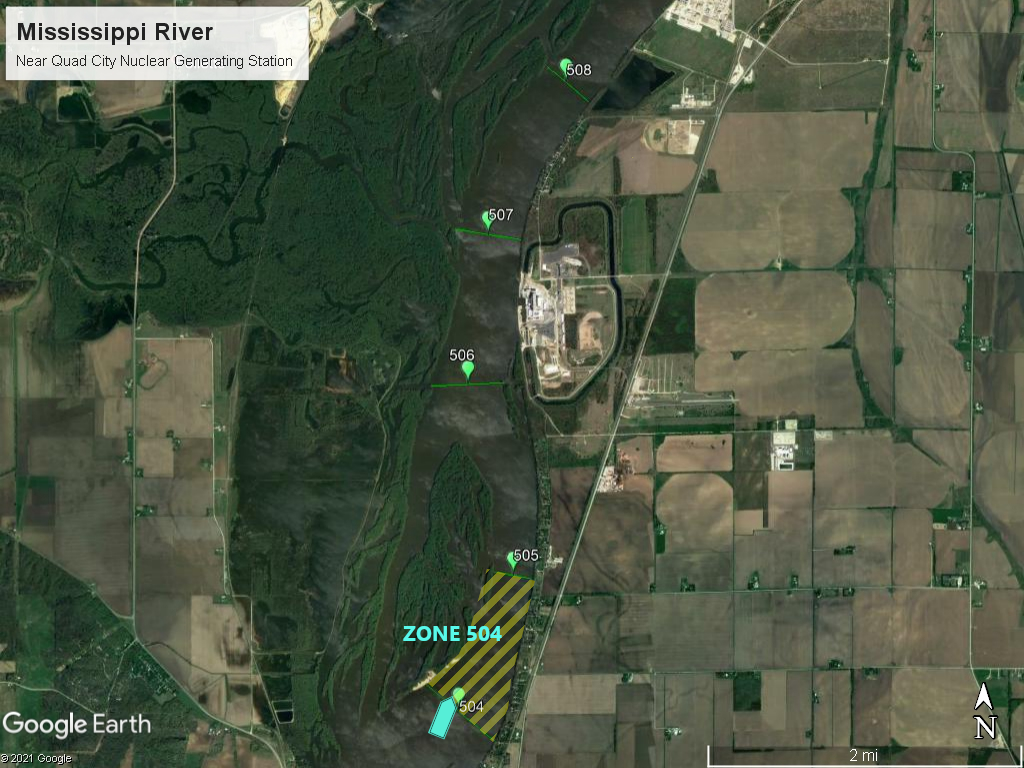 Mississippi River
Near Quad City Nuclear Generating Station
508
507
506
505
ZONE 504
504
Google Earth
© 2021 Google
N
2 mi